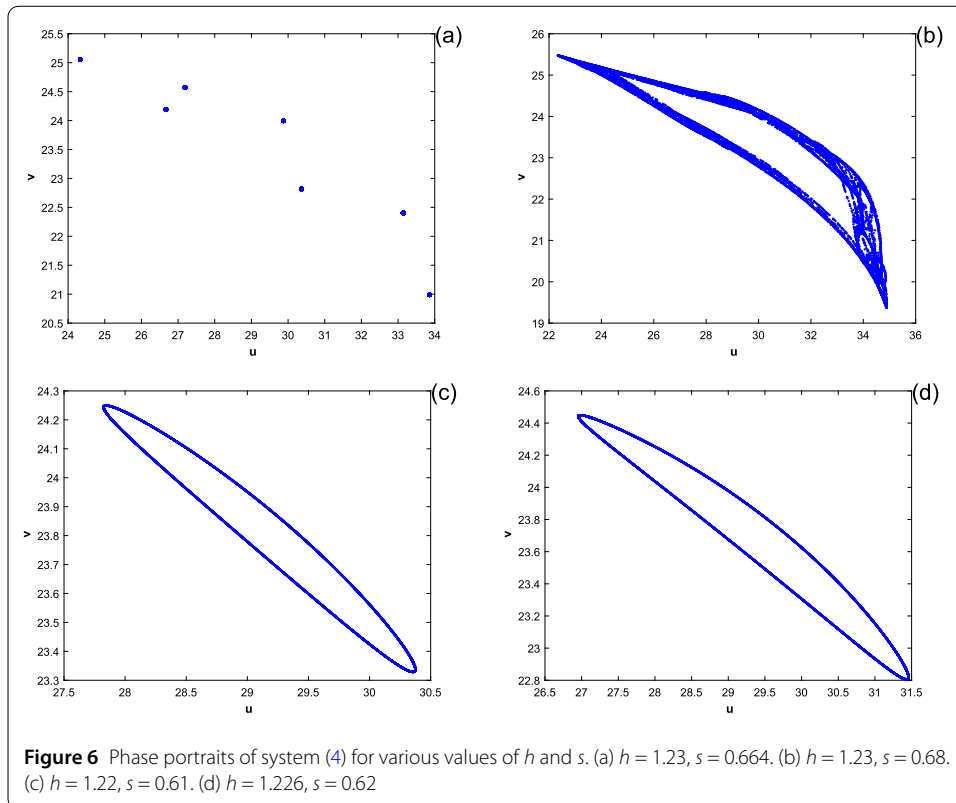 (a)
25.5
25
24.5
24
23.5
23
22.5
22
21.5
21
20.5
v
24 25 26 27 28 29 30 31 32 33 34
u
(b)
26
25
24
23
22
21
20
19
v
22 24 26 28 30 32 34 36
u
(c)
24.3
24.2
24.1
24
23.9
23.8
23.7
23.6
23.5
23.4
23.3
v
27.5 28 28.5 29 29.5 30 30.5
u
(d)
24.6
24.4
24.2
24
23.8
23.6
23.4
23.2
23
22.8
v
26.5 27 27.5 28 28.5 29 29.5 30 30.5 31 31.5
u
Figure 6 Phase portraits of system (4) for various values of h and s. (a) h = 1.23, s = 0.664. (b) h = 1.23, s = 0.68.
(c) h = 1.22, s = 0.61. (d) h = 1.226, s = 0.62